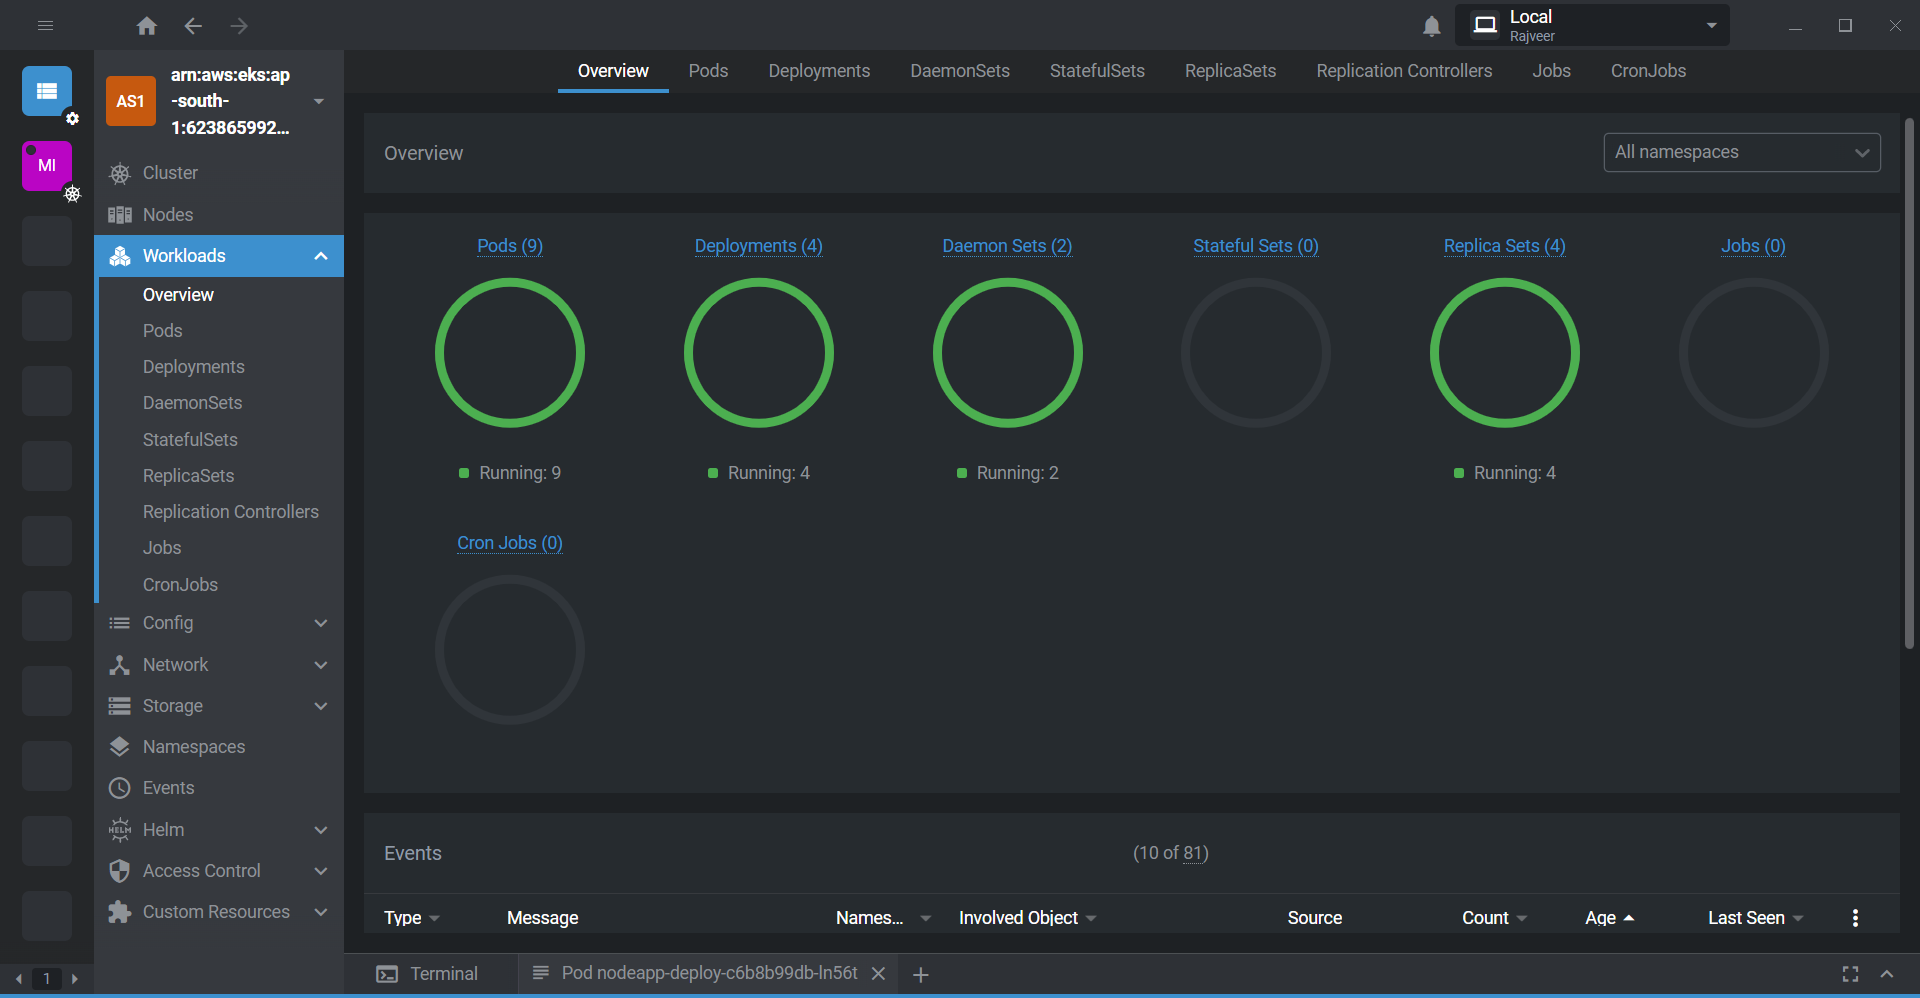 Local
Rajveer
AS1
arn:aws:eks:ap
-south-
1:623865992...
MI
Cluster
Nodes
Workloads
Overview
Pods
Deployments
DaemonSets
StatefulSets
ReplicaSets
Replication Controllers
Jobs
CronJobs
Config
Network
Storage
Namespaces
Events
HELM
Helm
Access Control
Custom Resources
1
Overview
Pods
Deployments
DaemonSets
StatefulSets
ReplicaSets
Replication Controllers
Jobs
CronJobs
Overview
All namespaces
Pods (9)
Deployments (4)
Daemon Sets (2)
Stateful Sets (0)
Replica Sets (4)
Jobs (0)
Running: 9
Running: 4
Running: 2
Running: 4
Cron Jobs (0)
Events
(10 of 81)
Type
Message
Names...
Involved Object
Source
Count
Age
Last Seen
Terminal
Pod nodeapp-deploy-c6b8b99db-ln56t